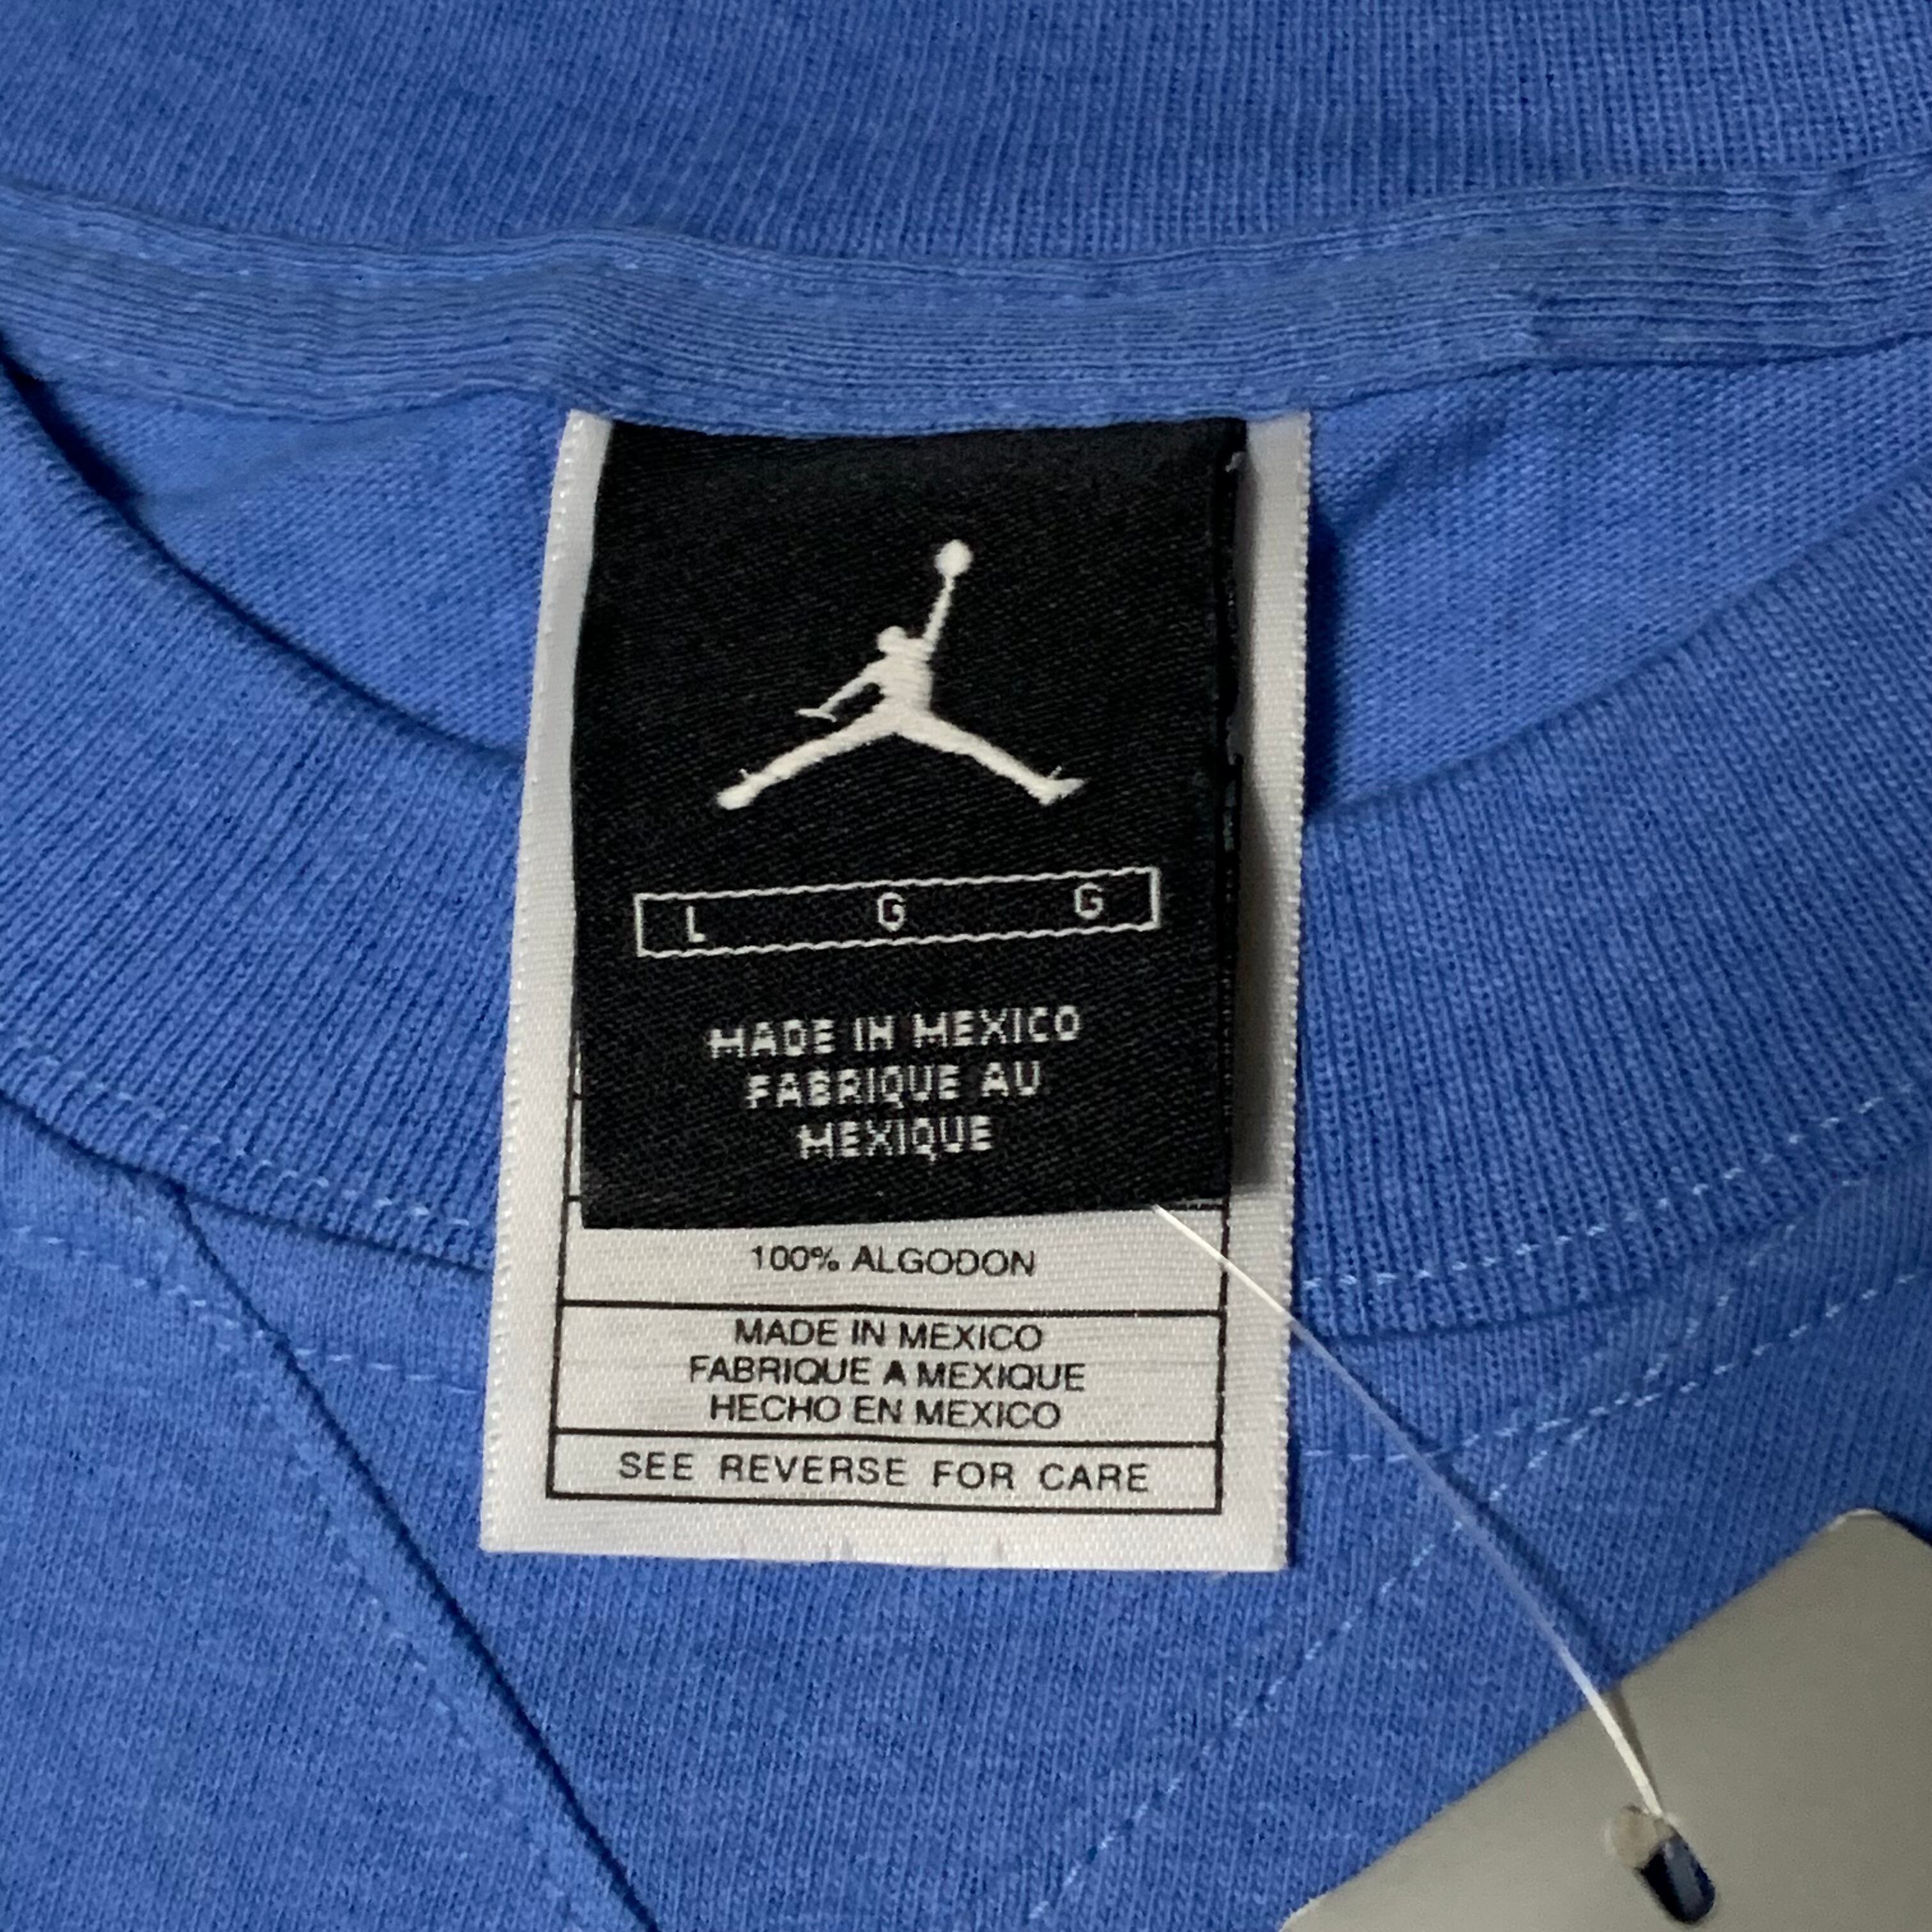 L G G
MADE IN MEXICO
FABRIQUE AU
MEXIQUE
100% ALGODON
MADE IN MEXICO
FABRIQUE A MEXIQUE
HECHO EN MEXICO
SEE REVERSE FOR CARE